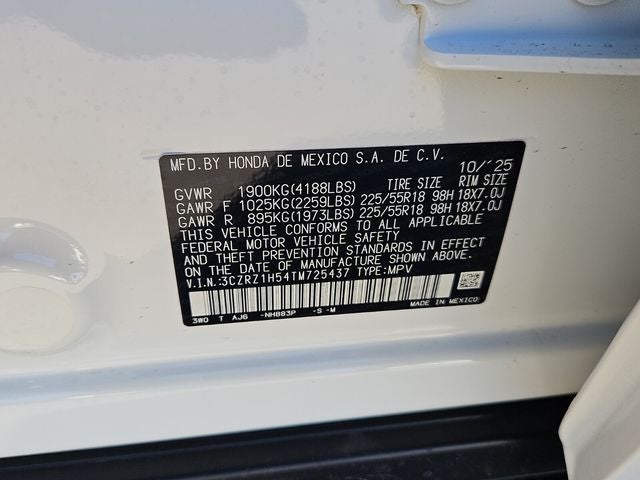 MFD.BY HONDA DE MEXICO S.A. DE C.V.
10/'25
GVWR 1900KG(4188LBS) TIRE SIZE RIM SIZE
GAWR F 1025KG(2259LBS) 225/55R18 98H 18X7.0J
GAWR R 895KG(1973LBS) 225/55R18 98H 18X7.0J
THIS VEHICLE CONFORMS TO ALL APPLICABLE
FEDERAL MOTOR VEHICLE SAFETY
AND THEFT PREVENTION STANDARDS IN EFFECT
ON THE DATE OF MANUFACTURE SHOWN ABOVE.
V.I.N.:3CZRZ1H54TM725437 TYPE:MPV
MADE IN MEXICO
3W0 T AJ6 -NH883P -S -M